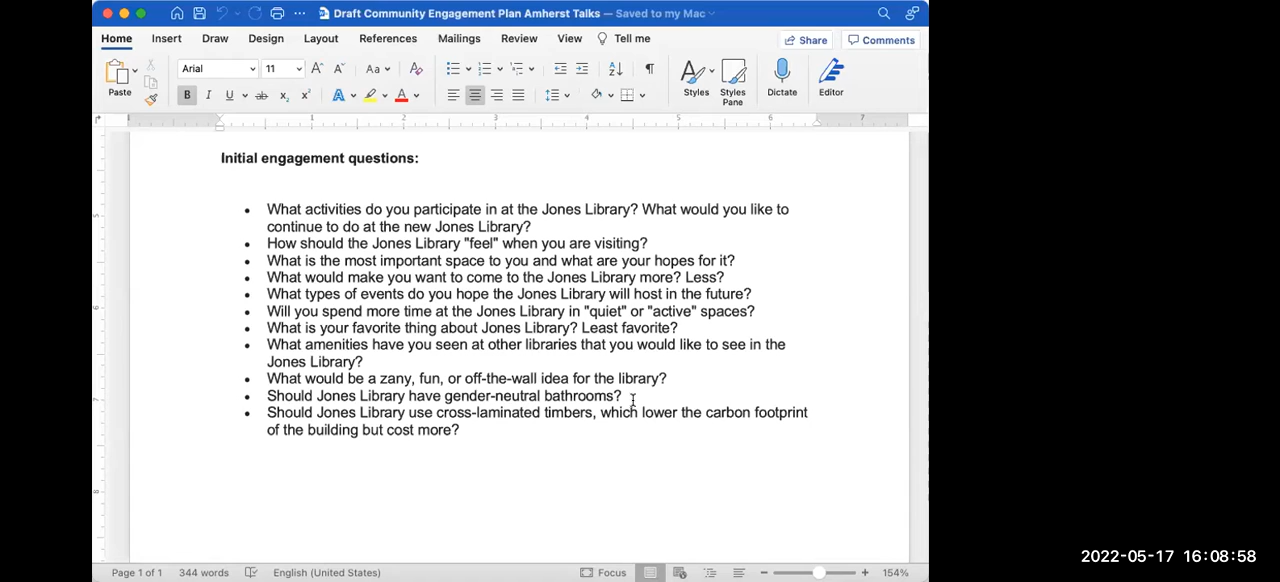 Draft Community Engagement Plan Amherst Talks — Saved to my Mac
Home Insert Draw Design Layout References Mailings Review View Tell me Share Comments
Arial 11
Paste Styles Styles Pane Dictate Editor
1 2 3 4 5 6 7
Initial engagement questions:
• What activities do you participate in at the Jones Library? What would you like to
continue to do at the new Jones Library?
• How should the Jones Library "feel" when you are visiting?
• What is the most important space to you and what are your hopes for it?
• What would make you want to come to the Jones Library more? Less?
• What types of events do you hope the Jones Library will host in the future?
• Will you spend more time at the Jones Library in "quiet" or "active" spaces?
• What is your favorite thing about Jones Library? Least favorite?
• What amenities have you seen at other libraries that you would like to see in the
Jones Library?
• What would be a zany, fun, or off-the-wall idea for the library?
• Should Jones Library have gender-neutral bathrooms?
• Should Jones Library use cross-laminated timbers, which lower the carbon footprint
of the building but cost more?
Page 1 of 1 344 words English (United States) Focus 154%
2022-05-17 16:08:58